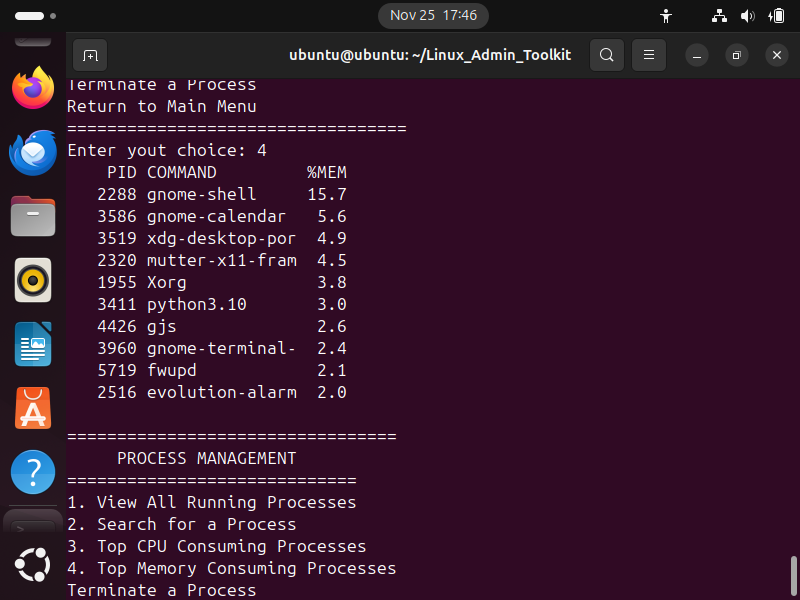 Nov 25 17:46
ubuntu@ubuntu: ~/Linux_Admin_Toolkit
Terminate a Process
Return to Main Menu
==================================
Enter yout choice: 4
    PID COMMAND         %MEM
   2288 gnome-shell     15.7
   3586 gnome-calendar   5.6
   3519 xdg-desktop-por  4.9
   2320 mutter-x11-fram  4.5
   1955 Xorg             3.8
   3411 python3.10       3.0
   4426 gjs              2.6
   3960 gnome-terminal-  2.4
   5719 fwupd            2.1
   2516 evolution-alarm  2.0
=================================
     PROCESS MANAGEMENT
=============================
1. View All Running Processes
2. Search for a Process
3. Top CPU Consuming Processes
4. Top Memory Consuming Processes
Terminate a Process